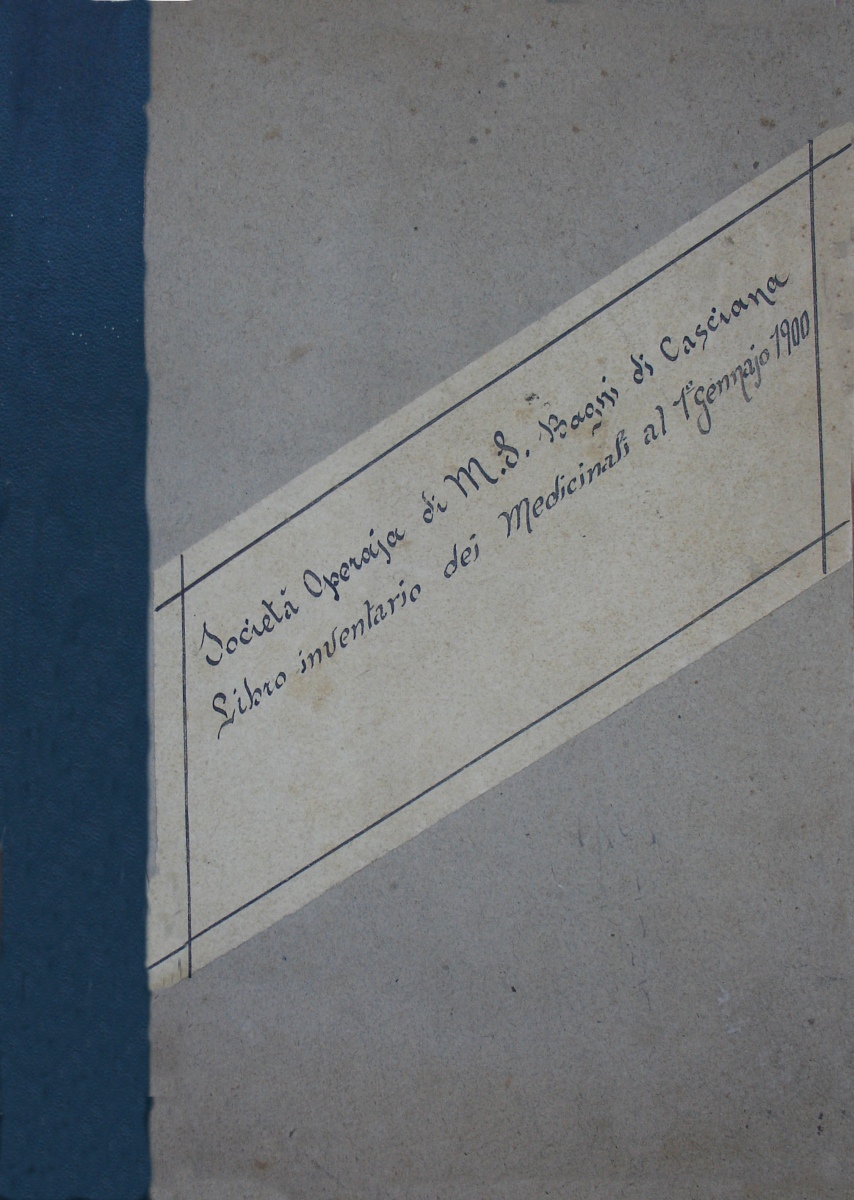 Società Operaja di M.S. Bagni di Casciana
Libro inventario dei Medicinali al 1° Gennajo 1900